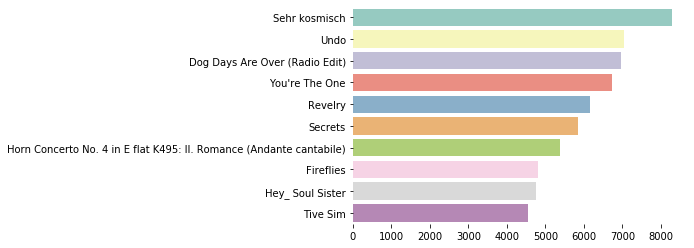 Sehr kosmisch
Undo
Dog Days Are Over (Radio Edit)
You're The One
Revelry
Secrets
Horn Concerto No. 4 in E flat K495: II. Romance (Andante cantabile)
Fireflies
Hey_ Soul Sister
Tive Sim
0 1000 2000 3000 4000 5000 6000 7000 8000